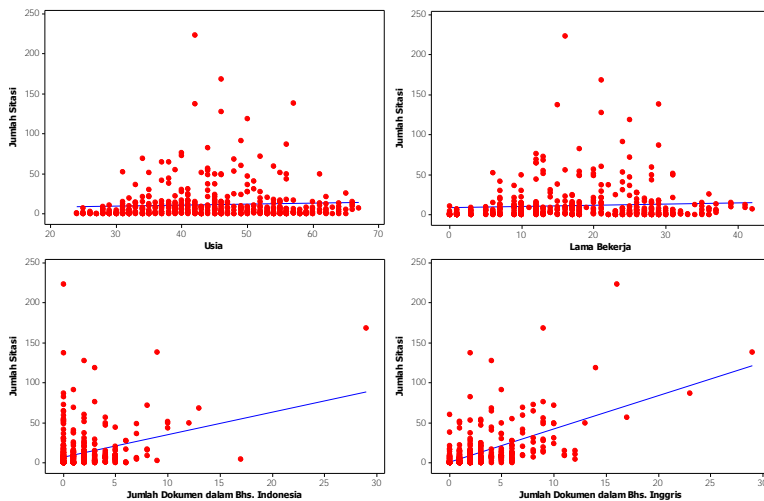 250
200
150
100
50
0
Jumlah Sitasi
20 30 40 50 60 70
Usia
250
200
150
100
50
0
Jumlah Sitasi
0 10 20 30 40
Lama Bekerja
250
200
150
100
50
0
Jumlah Sitasi
0 5 10 15 20 25 30
Jumlah Dokumen dalam Bhs. Indonesia
250
200
150
100
50
0
Jumlah Sitasi
0 5 10 15 20 25 30
Jumlah Dokumen dalam Bhs. Inggris